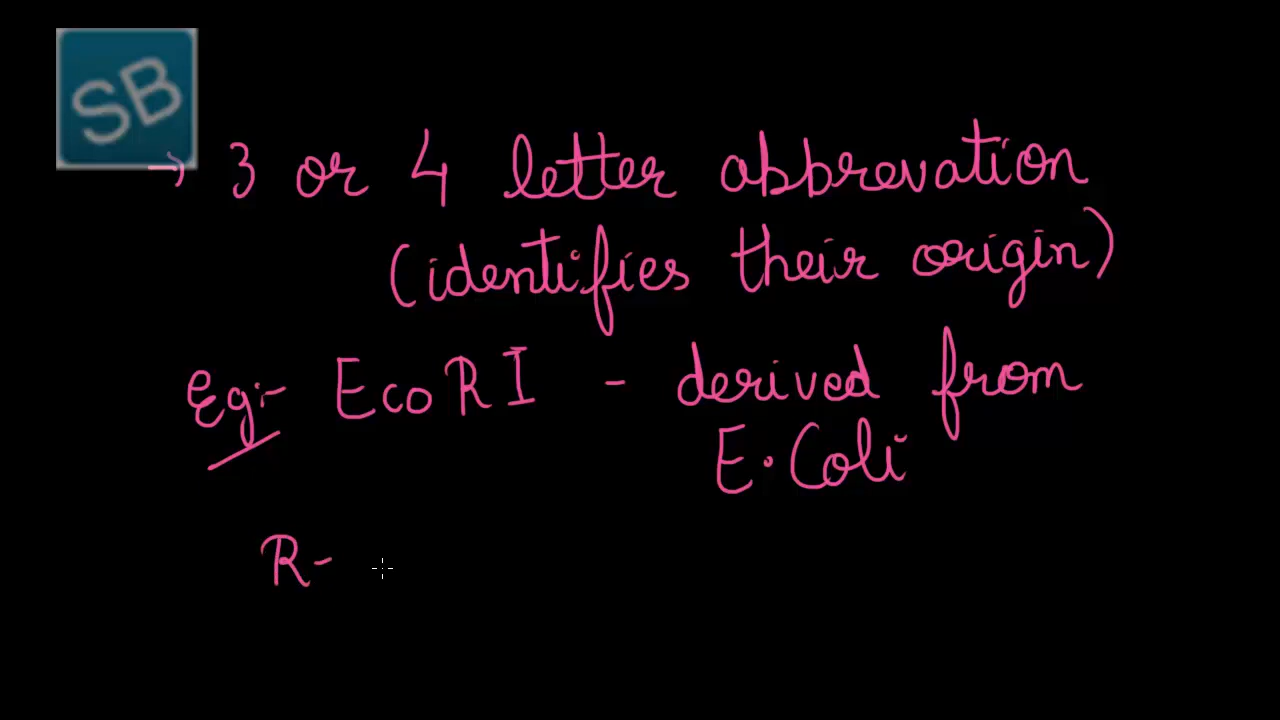 SB
→ 3 or 4 letter abbrevation
(identifies their origin)
Eg:- EcoRI - derived from
E. Coli
R-